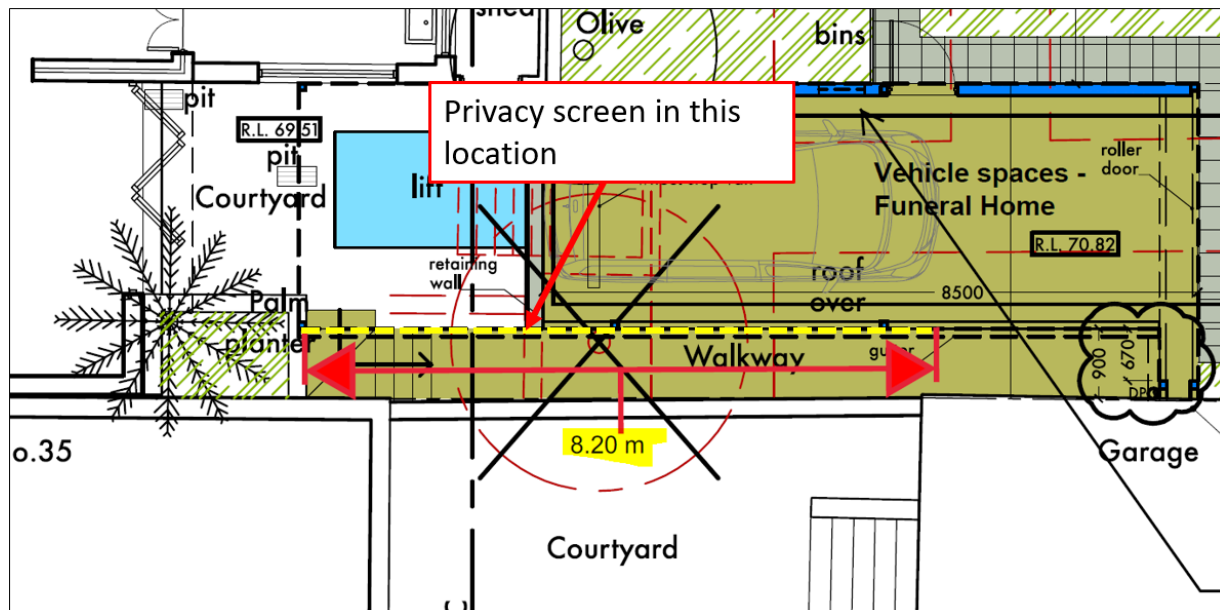 shed
Olive
bins
pit
Privacy screen in this
location
R.L. 69.51
pit
lift
Courtyard
Vehicle spaces -
Funeral Home
roller
door
R.L. 70.82
retaining
wall
roof
over
8500
Palm
planter
Walkway
gutter
900
670
DP
8.20 m
o.35
Garage
Courtyard